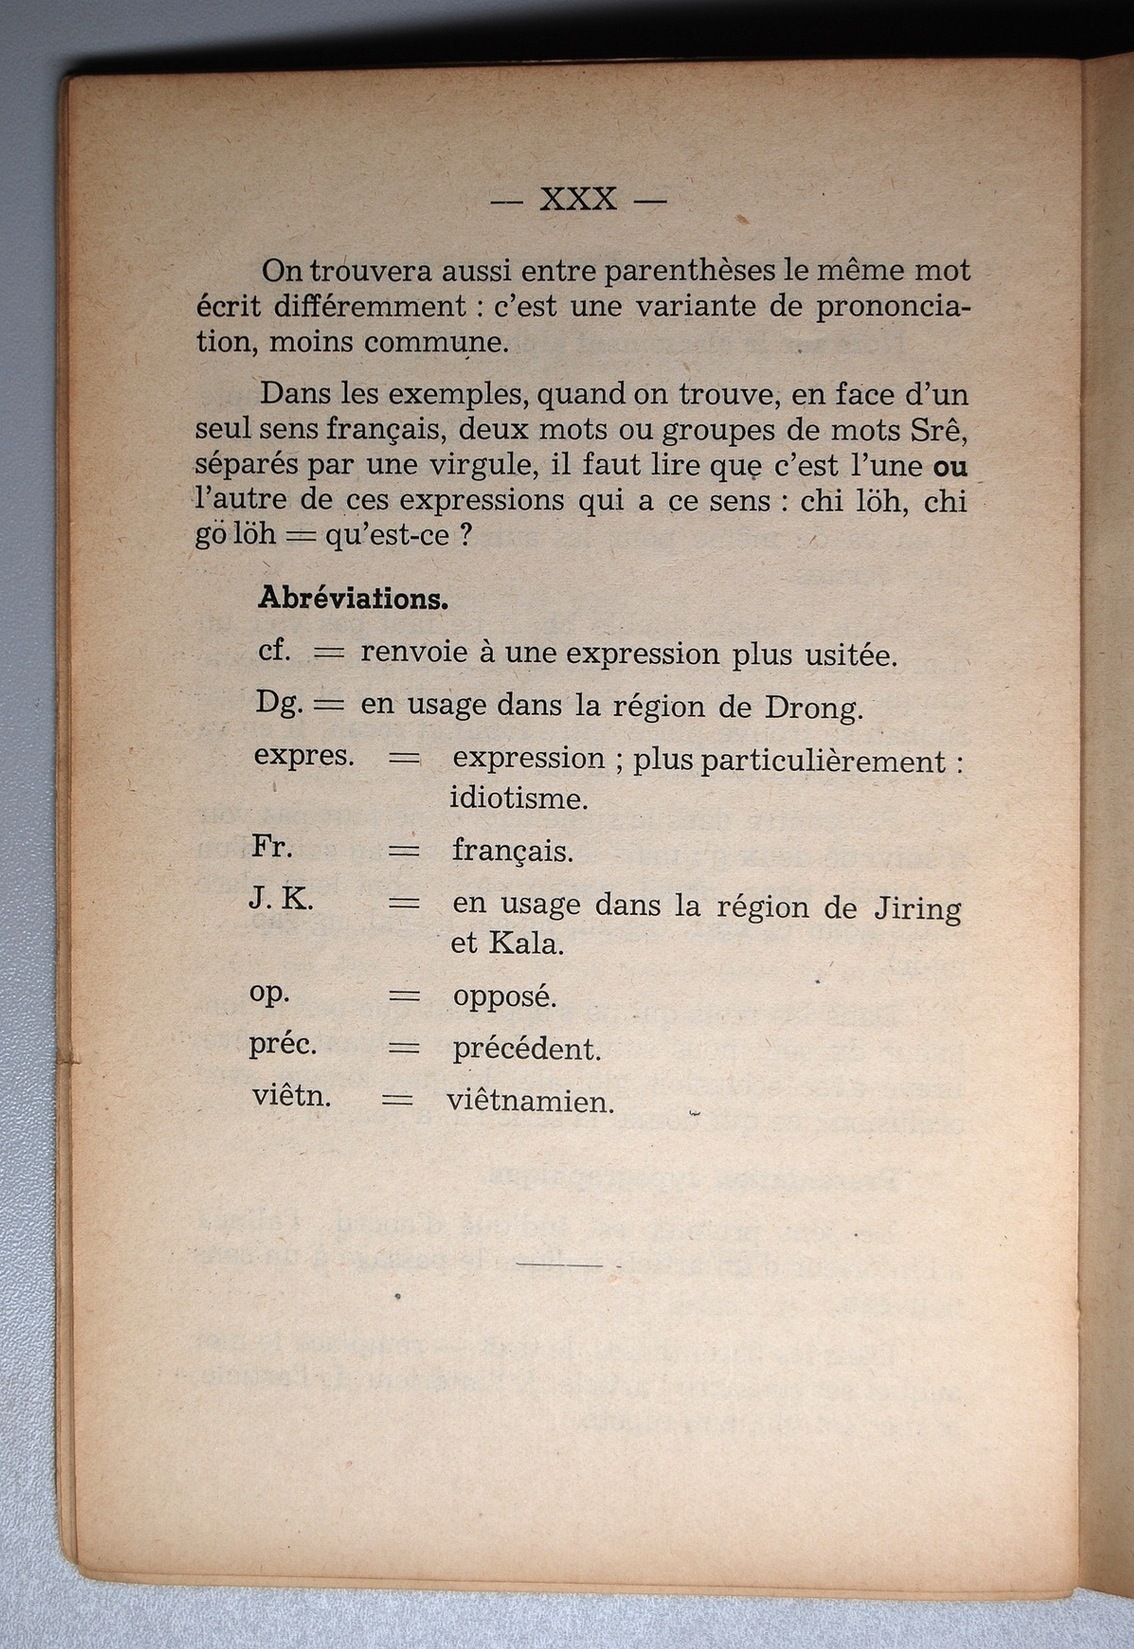 — XXX —
On trouvera aussi entre parenthèses le même mot
écrit différemment : c’est une variante de prononcia-
tion, moins commune.
Dans les exemples, quand on trouve, en face d’un
seul sens français, deux mots ou groupes de mots Srê,
séparés par une virgule, il faut lire que c’est l’une ou
l’autre de ces expressions qui a ce sens : chi löh, chi
gö löh = qu’est-ce ?
Abréviations.
cf. = renvoie à une expression plus usitée.
Dg. = en usage dans la région de Drong.
expres. = expression ; plus particulièrement :
idiotisme.
Fr. = français.
J. K. = en usage dans la région de Jiring
et Kala.
op. = opposé.
préc. = précédent.
viêtn. = viêtnamien.